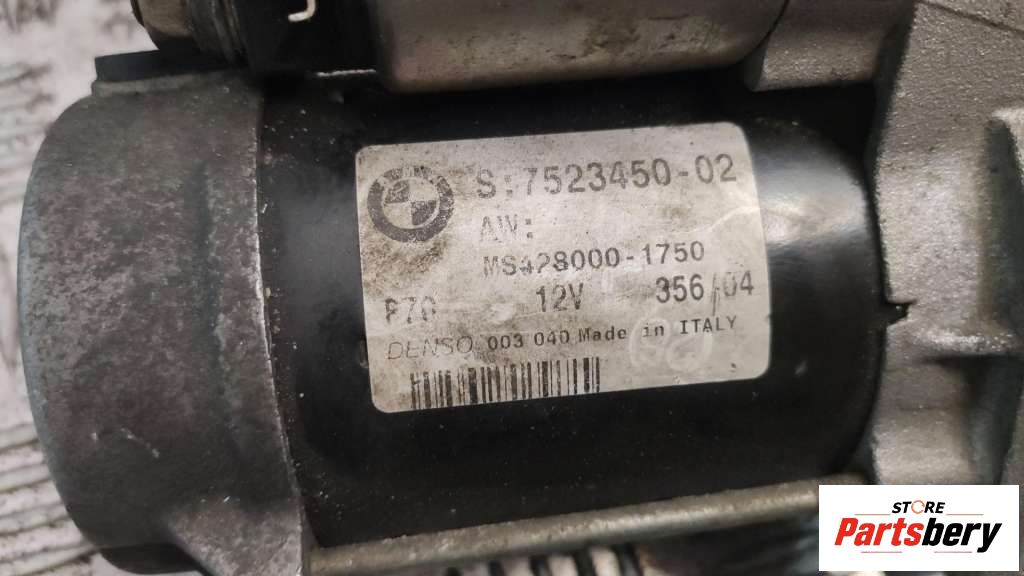 S:7523450-02
AW:
MS428000-1750
P70 12V 356/04
DENSO 003 040 Made in ITALY
STORE
Partsbery